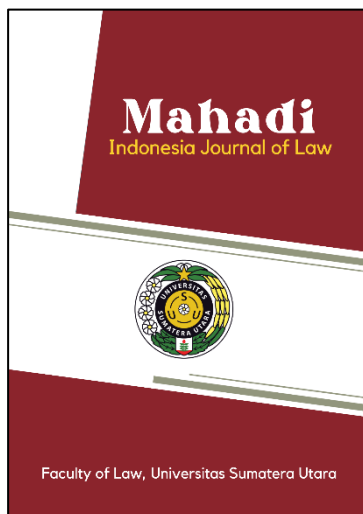 Mahadi
Indonesia Journal of Law
UNIVERSITAS
SUMATERA UTARA
Faculty of Law, Universitas Sumatera Utara